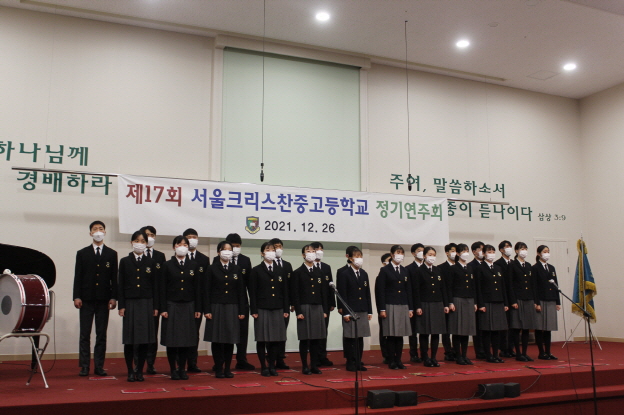 하나님께
경배하라
제17회 서울크리스찬중고등학교 정기연주회
2021. 12. 26
주여, 말씀하소서
종이 듣나이다 삼상 3:9